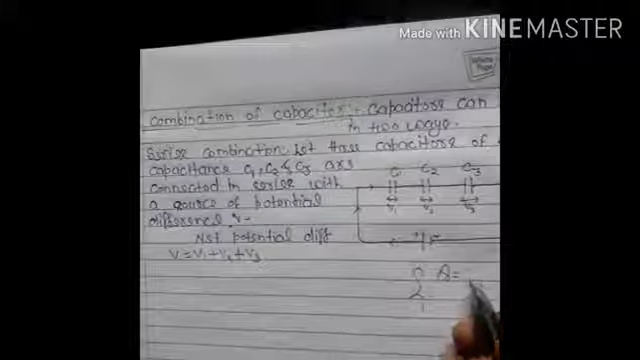 Made with KINEMASTER
Combination of capacitor:- Capacitors can
in two ways.
Series combination let three capacitors of
capacitance C1, C2 & C3 are
connected in series with
a source of potential
difference V-
Net potential diff
V = V1 + V2 + V3
C1 C2 C3
V1 V2 V3
Q =